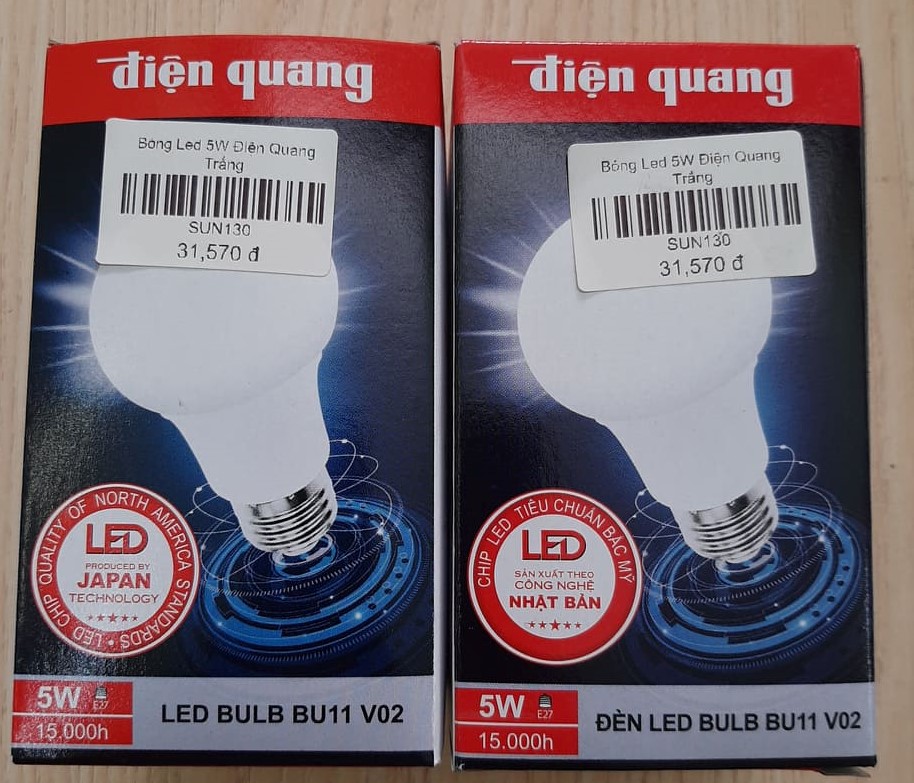 điện quang
Bóng Led 5W Điện Quang
Trắng
SUN130
31,570 đ
LED CHIP QUALITY OF NORTH AMERICA STANDARDS
LED
PRODUCED BY
JAPAN
TECHNOLOGY
5W
E27
15.000h
LED BULB BU11 V02
điện quang
Bóng Led 5W Điện Quang
Trắng
SUN130
31,570 đ
CHIP LED TIÊU CHUẨN BẮC MỸ
LED
SẢN XUẤT THEO
CÔNG NGHỆ
NHẬT BẢN
5W
E27
15.000h
ĐÈN LED BULB BU11 V02